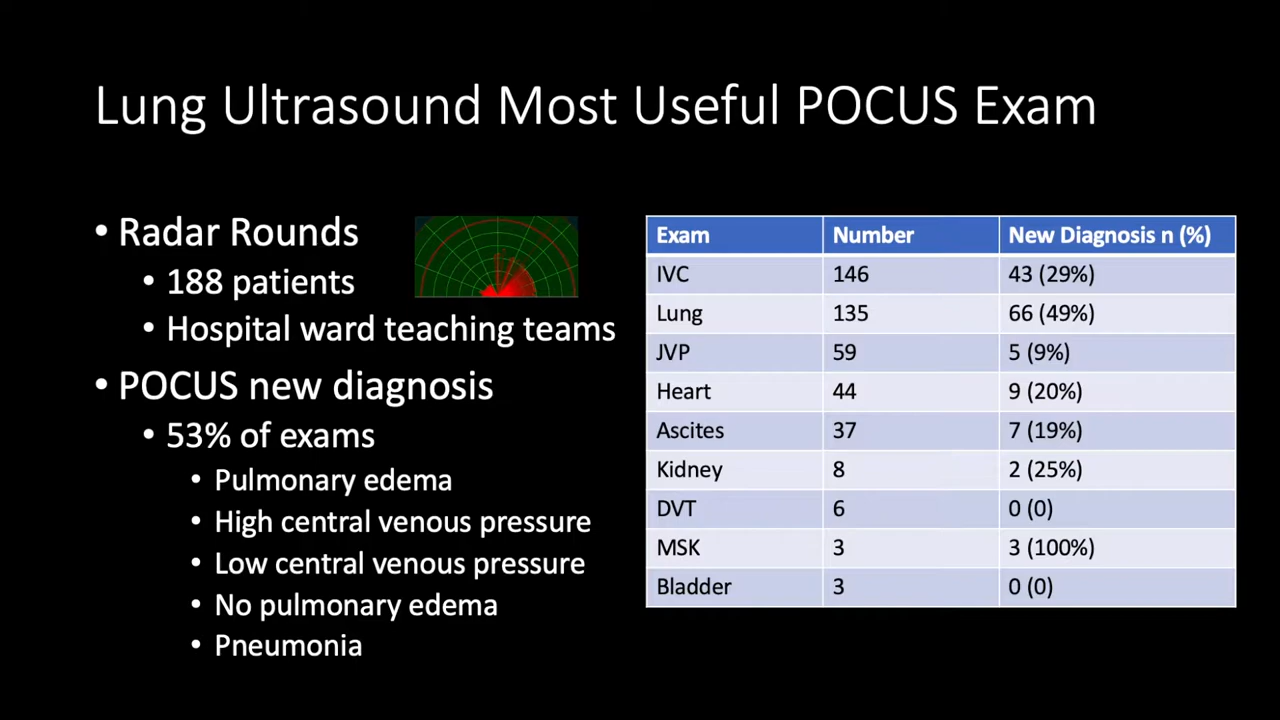 Lung Ultrasound Most Useful POCUS Exam
• Radar Rounds
• 188 patients
• Hospital ward teaching teams
• POCUS new diagnosis
• 53% of exams
• Pulmonary edema
• High central venous pressure
• Low central venous pressure
• No pulmonary edema
• Pneumonia
Exam Number New Diagnosis n (%)
IVC 146 43 (29%)
Lung 135 66 (49%)
JVP 59 5 (9%)
Heart 44 9 (20%)
Ascites 37 7 (19%)
Kidney 8 2 (25%)
DVT 6 0 (0)
MSK 3 3 (100%)
Bladder 3 0 (0)